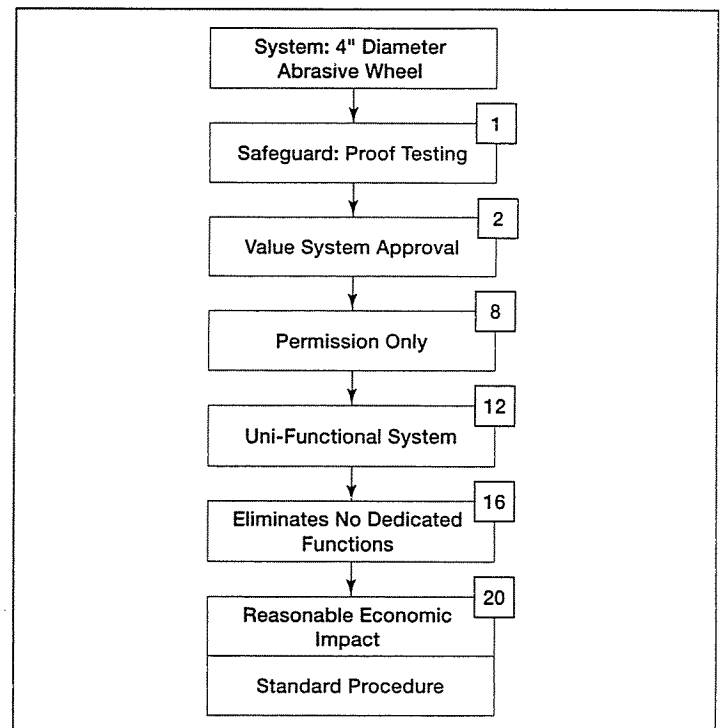 System: 4" Diameter
Abrasive Wheel
1
Safeguard: Proof Testing
2
Value System Approval
8
Permission Only
12
Uni-Functional System
16
Eliminates No Dedicated
Functions
20
Reasonable Economic
Impact
Standard Procedure